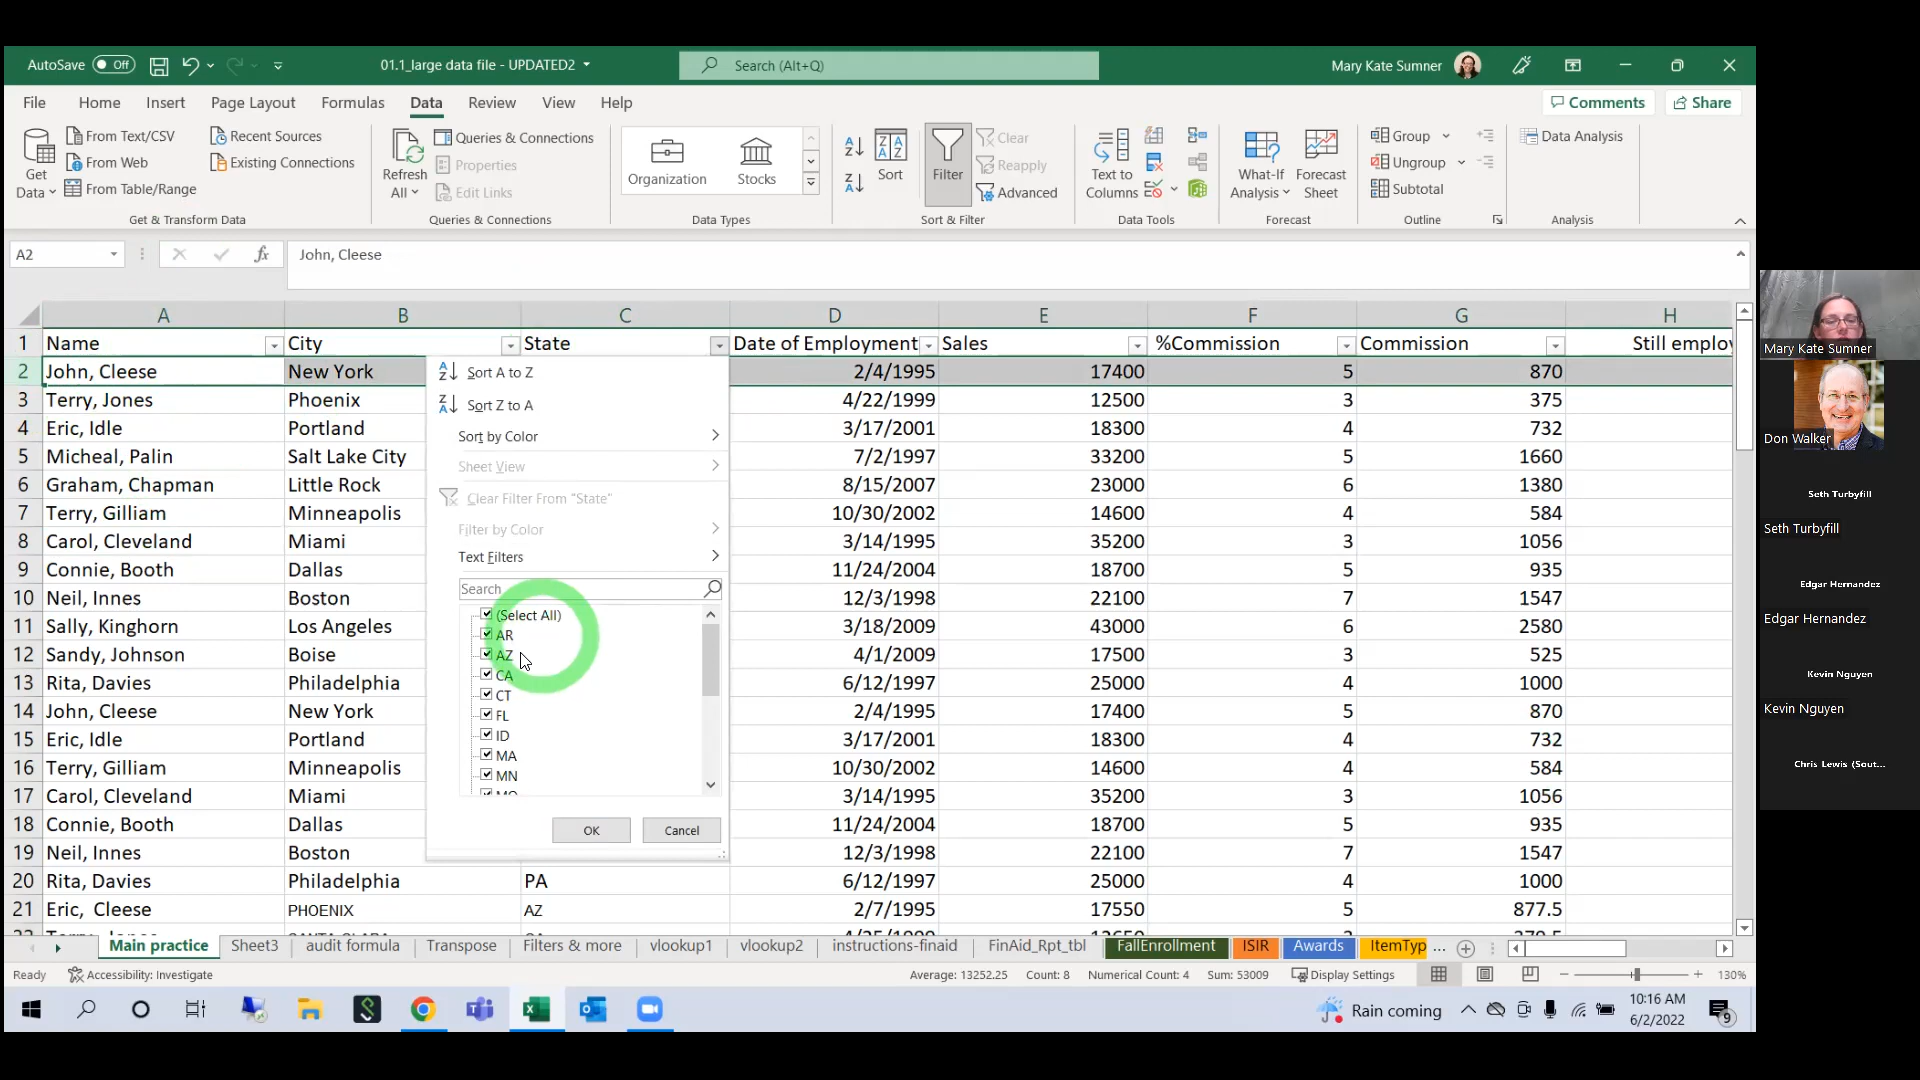 AutoSave Off 01.1_large data file - UPDATED2 Search (Alt+Q) Mary Kate Sumner
File Home Insert Page Layout Formulas Data Review View Help Comments Share
From Text/CSV Recent Sources
From Web Existing Connections
From Table/Range
Get Data
Get & Transform Data
Refresh All
Queries & Connections
Properties
Edit Links
Queries & Connections
Organization Stocks
Data Types
Sort Filter
Clear
Reapply
Advanced
Sort & Filter
Text to Columns
Data Tools
What-If Analysis
Forecast Sheet
Forecast
Group
Ungroup
Subtotal
Outline
Data Analysis
Analysis
A2 fx John, Cleese
A B C D E F G H
1 Name City State Date of Employment Sales %Commission Commission Still employ
2 John, Cleese New York 2/4/1995 17400 5 870
3 Terry, Jones Phoenix 4/22/1999 12500 3 375
4 Eric, Idle Portland 3/17/2001 18300 4 732
5 Micheal, Palin Salt Lake City 7/2/1997 33200 5 1660
6 Graham, Chapman Little Rock 8/15/2007 23000 6 1380
7 Terry, Gilliam Minneapolis 10/30/2002 14600 4 584
8 Carol, Cleveland Miami 3/14/1995 35200 3 1056
9 Connie, Booth Dallas 11/24/2004 18700 5 935
10 Neil, Innes Boston 12/3/1998 22100 7 1547
11 Sally, Kinghorn Los Angeles 3/18/2009 43000 6 2580
12 Sandy, Johnson Boise 4/1/2009 17500 3 525
13 Rita, Davies Philadelphia 6/12/1997 25000 4 1000
14 John, Cleese New York 2/4/1995 17400 5 870
15 Eric, Idle Portland 3/17/2001 18300 4 732
16 Terry, Gilliam Minneapolis 10/30/2002 14600 4 584
17 Carol, Cleveland Miami 3/14/1995 35200 3 1056
18 Connie, Booth Dallas 11/24/2004 18700 5 935
19 Neil, Innes Boston 12/3/1998 22100 7 1547
20 Rita, Davies Philadelphia PA 6/12/1997 25000 4 1000
21 Eric, Cleese PHOENIX AZ 2/7/1995 17550 5 877.5
Sort A to Z
Sort Z to A
Sort by Color
Sheet View
Clear Filter From "State"
Filter by Color
Text Filters
Search
(Select All)
AR
AZ
CA
CT
FL
ID
MA
MN
OK Cancel
Main practice Sheet3 audit formula Transpose Filters & more vlookup1 vlookup2 instructions-finaid FinAid_Rpt_tbl FallEnrollment ISIR Awards ItemTyp ...
Ready Accessibility: Investigate Average: 13252.25 Count: 8 Numerical Count: 4 Sum: 53009 Display Settings 130%
Rain coming 10:16 AM
6/2/2022 9
Mary Kate Sumner
Don Walker
Seth Turbyfill
Seth Turbyfill
Edgar Hernandez
Edgar Hernandez
Kevin Nguyen
Kevin Nguyen
Chris Lewis (Sout...